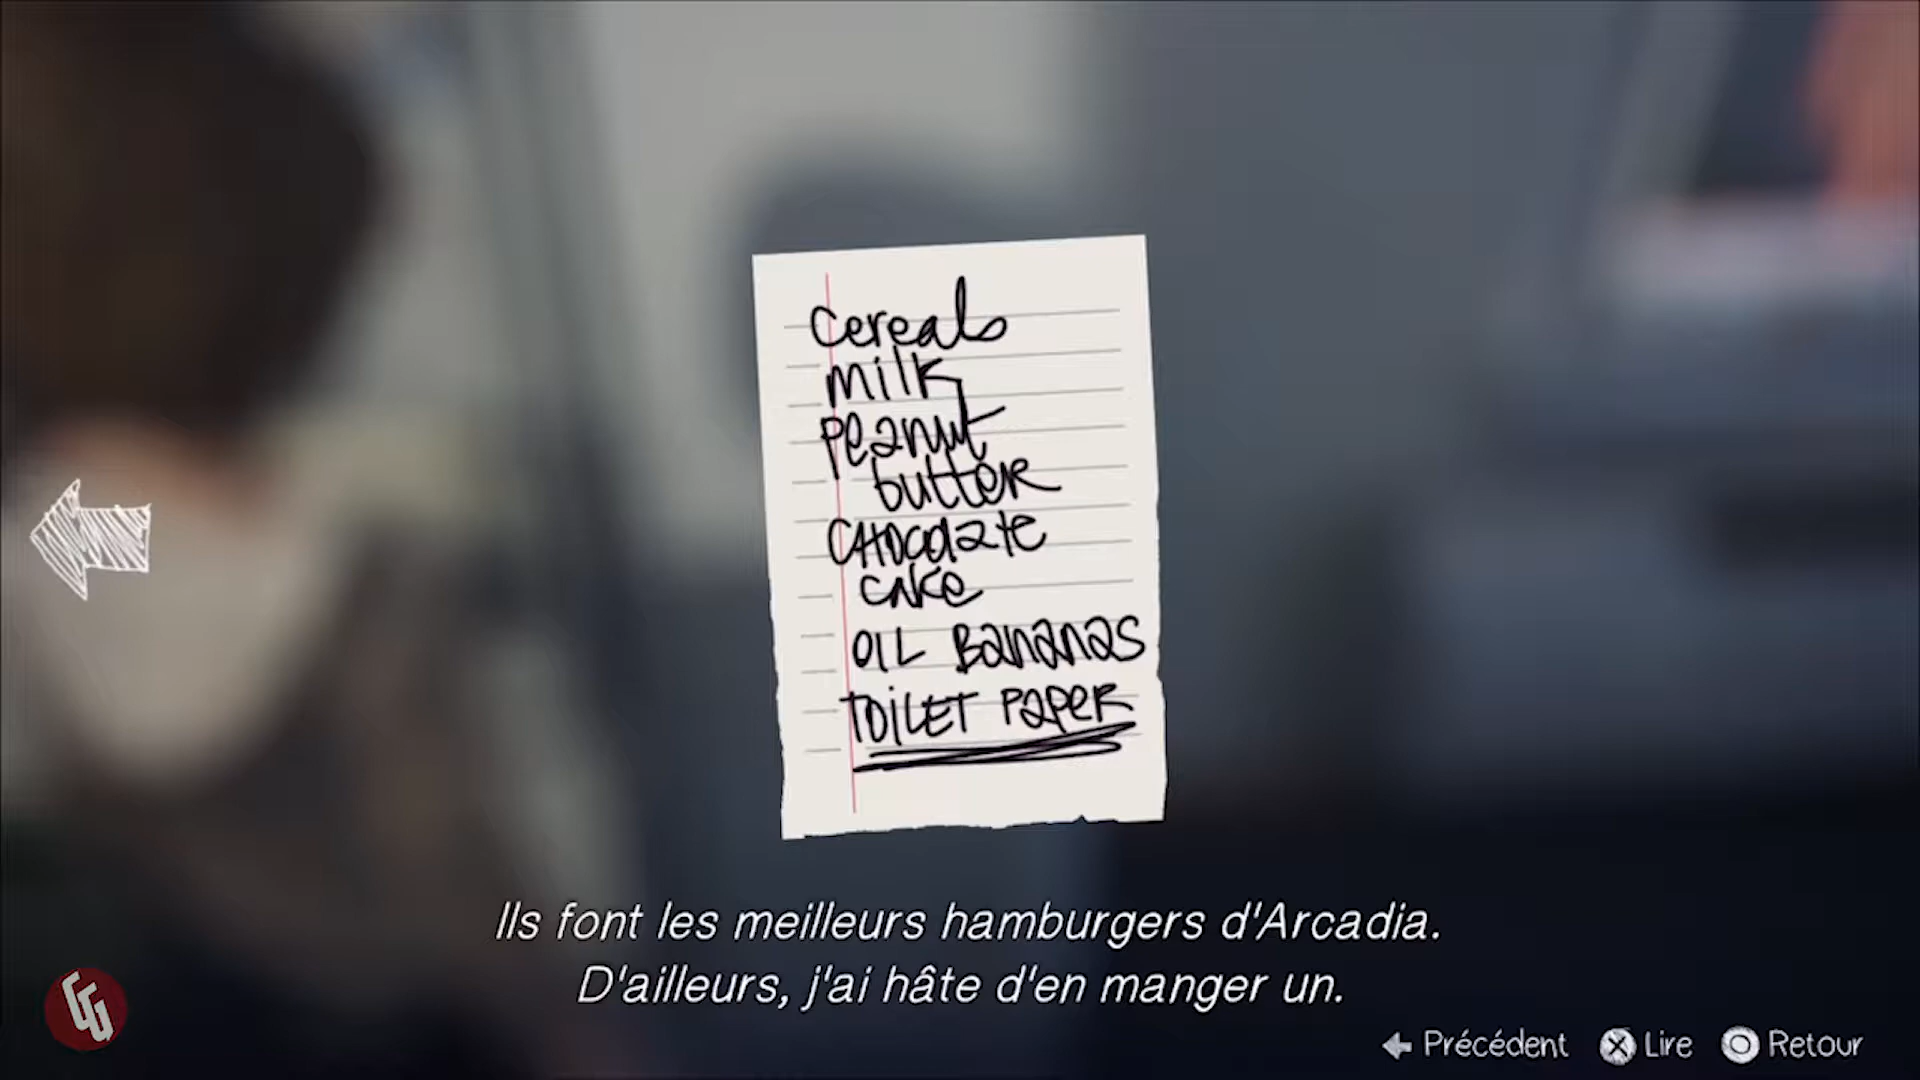 cereals
milk
peanut
butter
CHOCOlate
cake
OIL Bananas
TOiLET PapeR
Ils font les meilleurs hamburgers d'Arcadia.
D'ailleurs, j'ai hâte d'en manger un.
Précédent Lire Retour